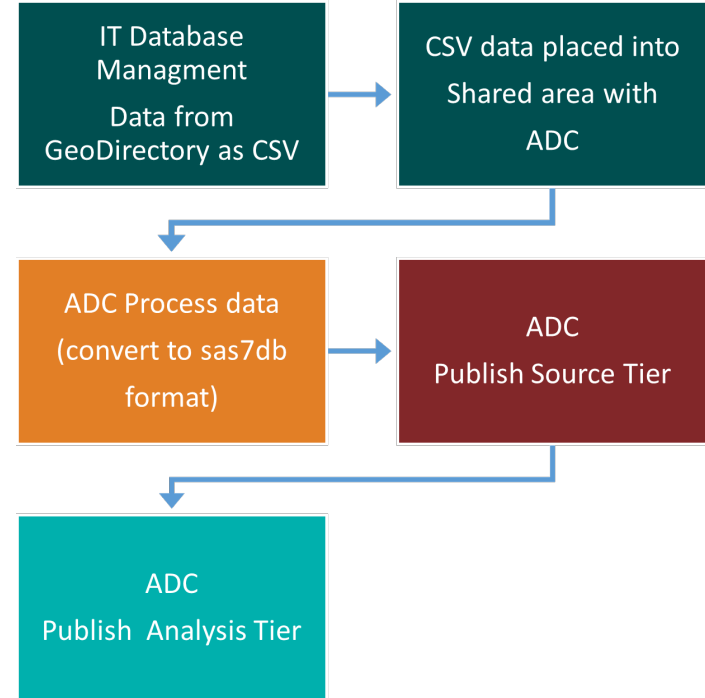 IT Database
Managment
Data from
GeoDirectory as CSV
CSV data placed into
Shared area with
ADC
ADC Process data
(convert to sas7db
format)
ADC
Publish Source Tier
ADC
Publish  Analysis Tier